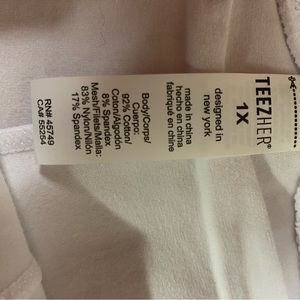 TEEZHER®
1X
designed in
new york
made in china
hecho en china
fabriqué en chine
Body/Corps/
Cuerpo:
92% Cotton/
Coton/Algodón
8% Spandex
Mesh/Filets/Malla:
83% Nylon/Nilón
17% Spandex
RN# 45749
CA# 55254